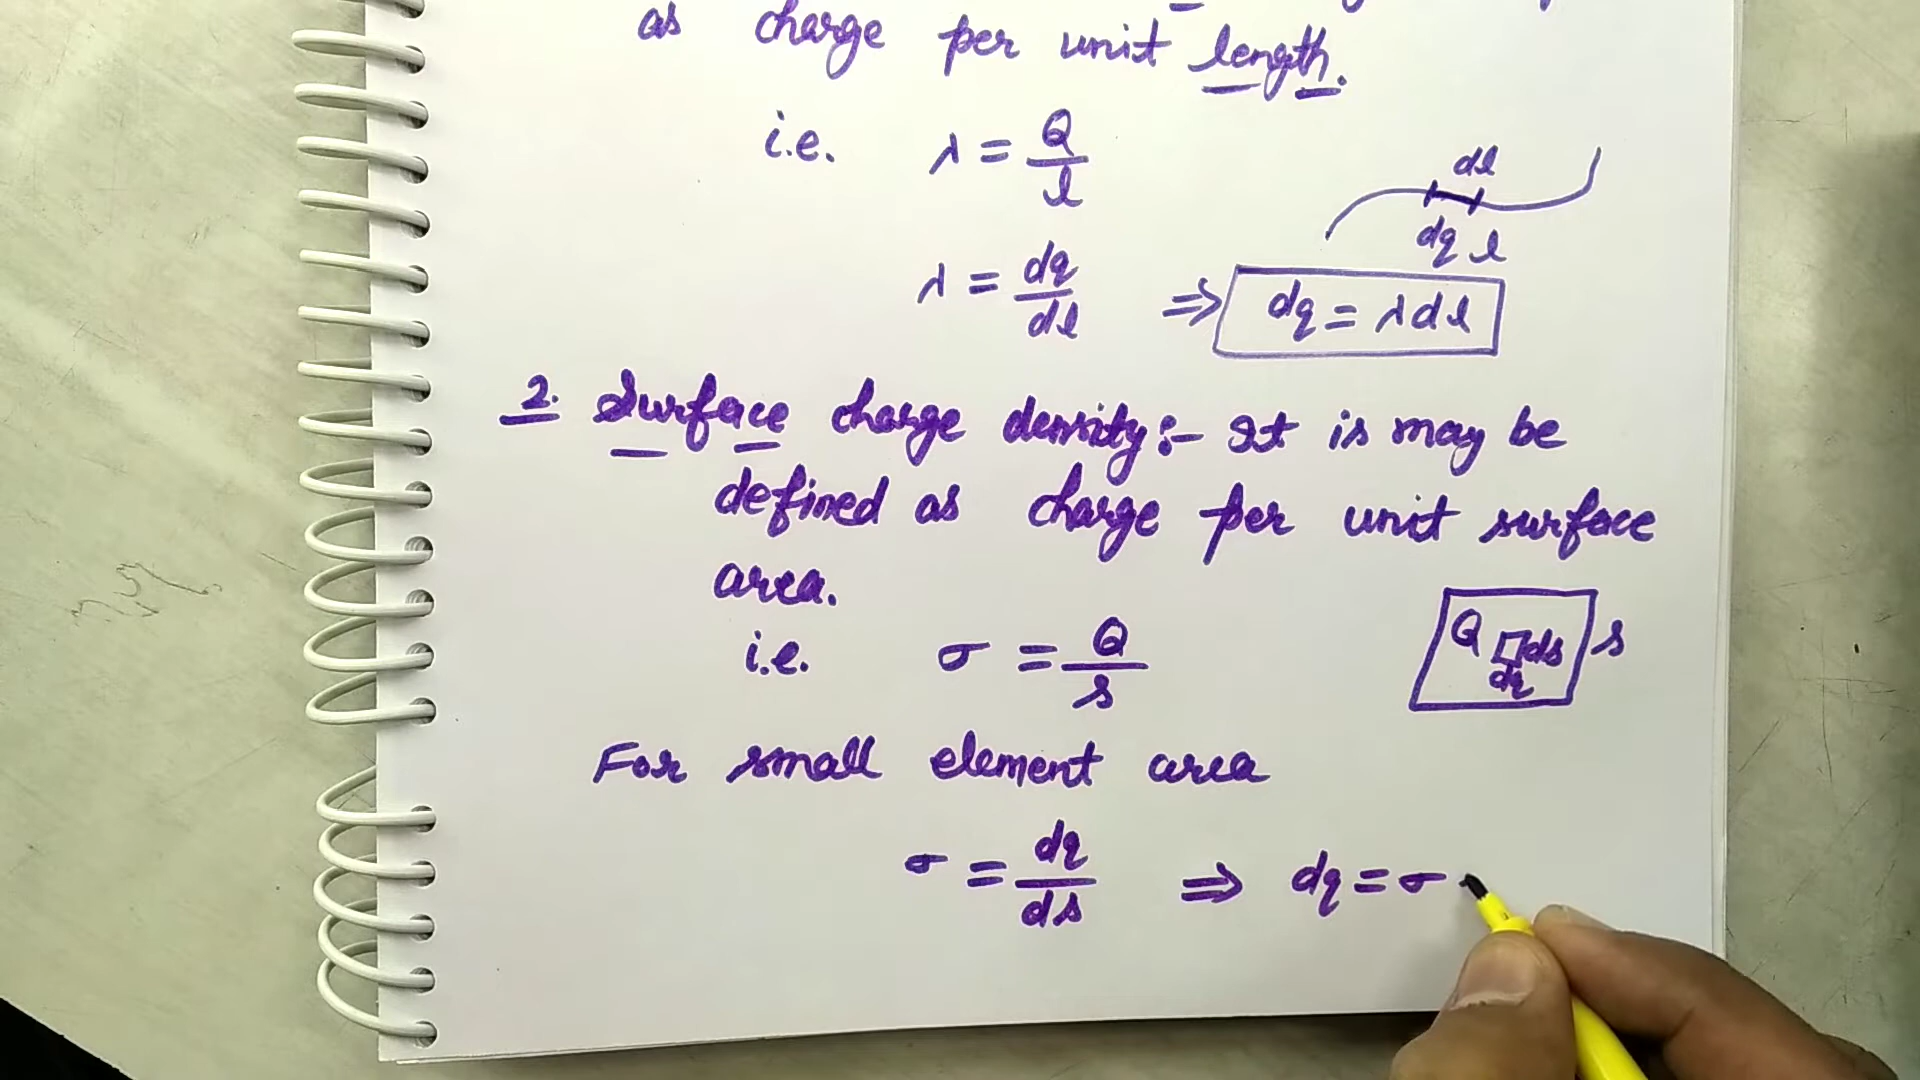 as charge per unit length.
i.e. λ = Q/l
dl
dq l
λ = dq/dl ⇒ dq = λdl
2. Surface charge density:- It is may be
defined as charge per unit surface
area.
i.e. σ = Q/s
Q ds s
dq
For small element area
σ = dq/ds ⇒ dq = σ